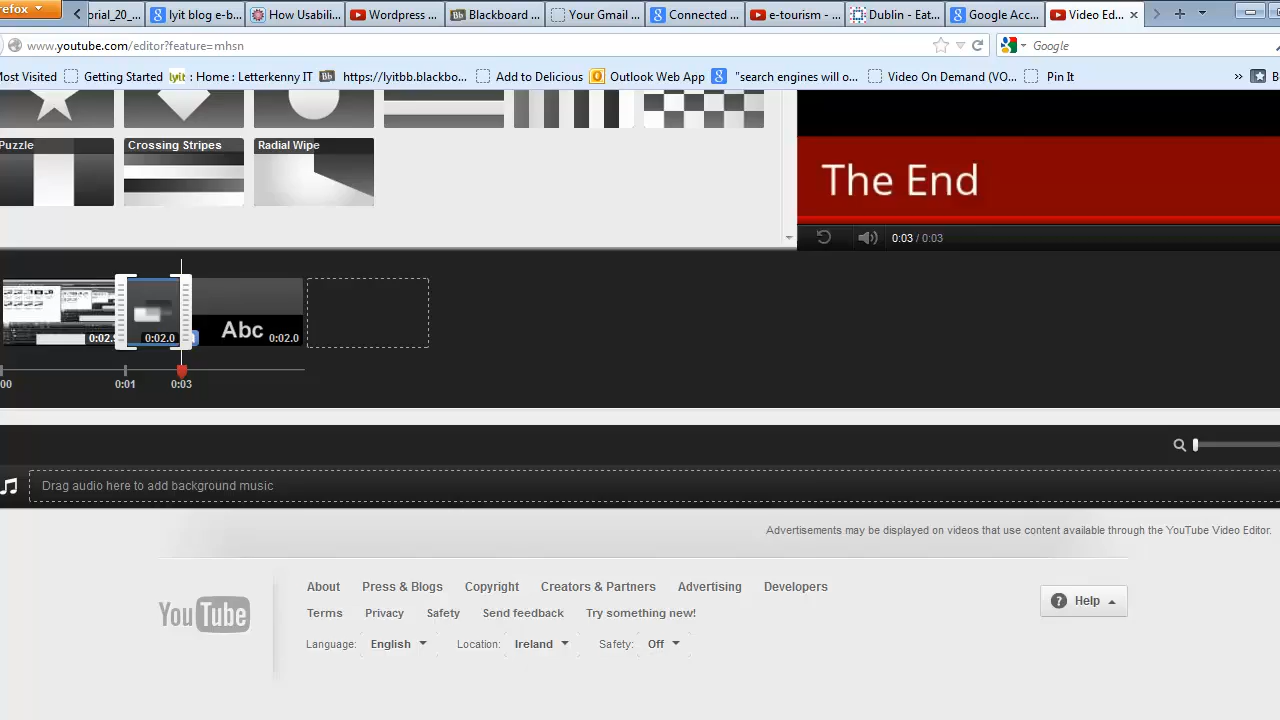 refox
orial_20_... lyit blog e-b... How Usabili... Wordpress ... Blackboard ... Your Gmail ... Connected ... e-tourism - ... Dublin - Eat... Google Acc... Video Ed...
www.youtube.com/editor?feature=mhsn Google
Most Visited Getting Started lyit : Home : Letterkenny IT Bb https://lyitbb.blackbo... Add to Delicious Outlook Web App "search engines will o... Video On Demand (VO... Pin It » B
Puzzle Crossing Stripes Radial Wipe
The End
0:03 / 0:03
0:02. 0:02.0 Abc 0:02.0
00 0:01 0:03
Drag audio here to add background music
Advertisements may be displayed on videos that use content available through the YouTube Video Editor.
YouTube
About Press & Blogs Copyright Creators & Partners Advertising Developers
Help
Terms Privacy Safety Send feedback Try something new!
Language: English Location: Ireland Safety: Off